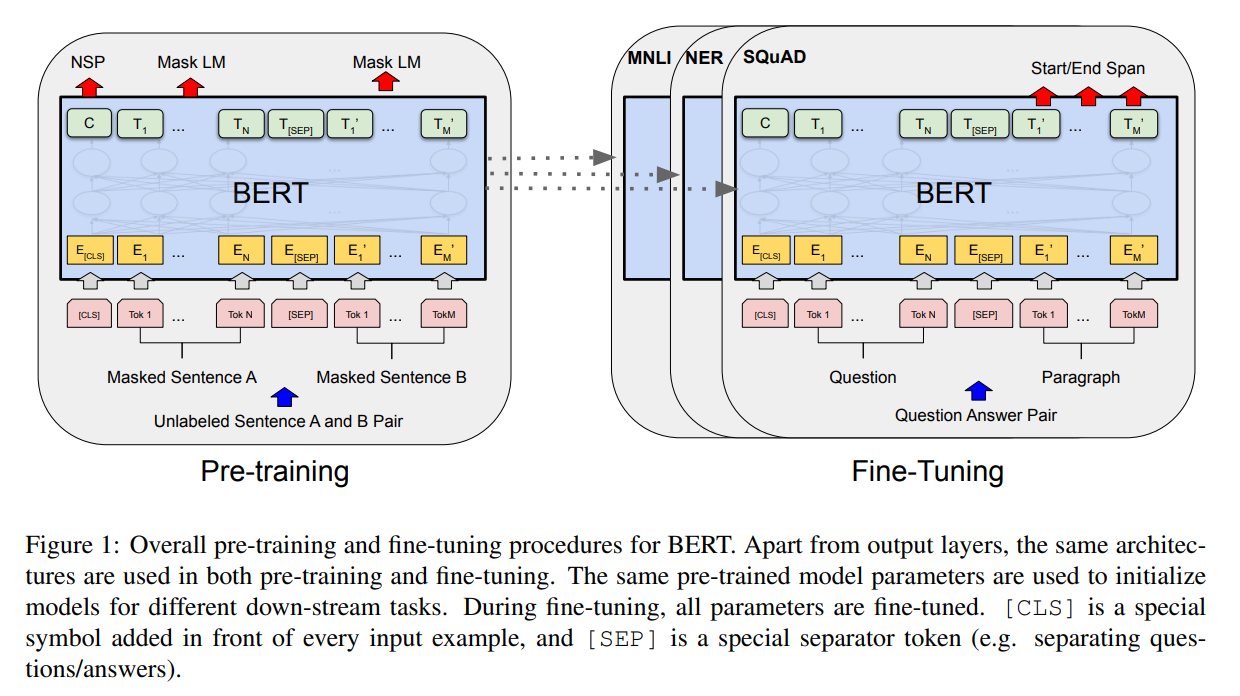 NSP Mask LM Mask LM
C T1 ... TN T[SEP] T1’ ... TM’
...
BERT
...
E[CLS] E1 ... EN E[SEP] E1’ ... EM’
[CLS] Tok 1 ... Tok N [SEP] Tok 1 ... TokM
Masked Sentence A Masked Sentence B
Unlabeled Sentence A and B Pair
Pre-training
MNLI NER SQuAD
Start/End Span
C T1 ... TN T[SEP] T1’ ... TM’
...
BERT
...
E[CLS] E1 ... EN E[SEP] E1’ ... EM’
[CLS] Tok 1 ... Tok N [SEP] Tok 1 ... TokM
Question Paragraph
Question Answer Pair
Fine-Tuning
Figure 1: Overall pre-training and fine-tuning procedures for BERT. Apart from output layers, the same architec-
tures are used in both pre-training and fine-tuning. The same pre-trained model parameters are used to initialize
models for different down-stream tasks. During fine-tuning, all parameters are fine-tuned. [CLS] is a special
symbol added in front of every input example, and [SEP] is a special separator token (e.g. separating ques-
tions/answers).